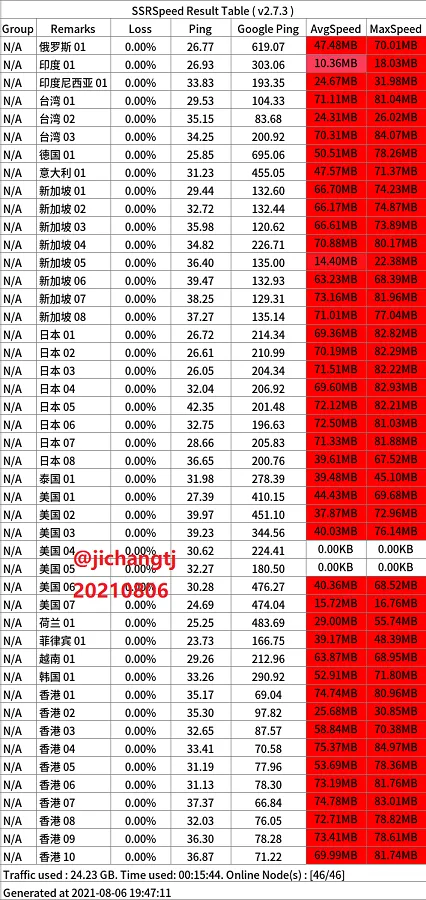 SSRSpeed Result Table ( v2.7.3 )
Group Remarks Loss Ping Google Ping AvgSpeed MaxSpeed
N/A 俄罗斯 01 0.00% 26.77 619.07 47.48MB 70.01MB
N/A 印度 01 0.00% 26.93 303.06 10.36MB 18.03MB
N/A 印度尼西亚 01 0.00% 33.83 193.35 24.67MB 31.98MB
N/A 台湾 01 0.00% 29.53 104.33 71.11MB 81.04MB
N/A 台湾 02 0.00% 35.15 83.68 24.31MB 26.02MB
N/A 台湾 03 0.00% 34.25 200.92 70.31MB 84.07MB
N/A 德国 01 0.00% 25.85 695.06 50.51MB 78.26MB
N/A 意大利 01 0.00% 31.23 455.05 47.57MB 71.37MB
N/A 新加坡 01 0.00% 29.44 132.60 66.70MB 74.23MB
N/A 新加坡 02 0.00% 32.72 132.44 66.17MB 74.87MB
N/A 新加坡 03 0.00% 35.98 120.62 66.61MB 73.89MB
N/A 新加坡 04 0.00% 34.82 226.71 70.88MB 80.17MB
N/A 新加坡 05 0.00% 36.40 135.00 14.40MB 22.38MB
N/A 新加坡 06 0.00% 39.47 132.93 63.23MB 68.39MB
N/A 新加坡 07 0.00% 38.25 129.31 73.16MB 81.96MB
N/A 新加坡 08 0.00% 37.27 135.14 71.01MB 77.04MB
N/A 日本 01 0.00% 26.72 214.34 69.36MB 82.82MB
N/A 日本 02 0.00% 26.61 210.99 70.19MB 82.29MB
N/A 日本 03 0.00% 26.05 204.34 71.51MB 82.22MB
N/A 日本 04 0.00% 32.04 206.92 69.60MB 82.93MB
N/A 日本 05 0.00% 42.35 201.48 72.12MB 82.21MB
N/A 日本 06 0.00% 32.75 196.63 72.50MB 81.03MB
N/A 日本 07 0.00% 28.66 205.83 71.33MB 81.88MB
N/A 日本 08 0.00% 36.65 200.76 39.61MB 67.52MB
N/A 泰国 01 0.00% 31.98 278.39 39.48MB 45.10MB
N/A 美国 01 0.00% 27.39 410.15 44.43MB 69.68MB
N/A 美国 02 0.00% 39.97 451.10 37.87MB 72.96MB
N/A 美国 03 0.00% 39.23 344.56 40.03MB 76.14MB
N/A 美国 04 0.00% 30.62 224.41 0.00KB 0.00KB
@jichangtj
N/A 美国 05 0.00% 32.27 180.50 0.00KB 0.00KB
N/A 美国 06 0.00% 30.28 476.27 40.36MB 68.52MB
20210806
N/A 美国 07 0.00% 24.69 474.04 15.72MB 16.76MB
N/A 荷兰 01 0.00% 25.25 483.69 29.00MB 55.74MB
N/A 菲律宾 01 0.00% 23.73 166.75 39.17MB 48.39MB
N/A 越南 01 0.00% 29.26 212.96 63.87MB 68.95MB
N/A 韩国 01 0.00% 33.26 290.92 52.91MB 71.80MB
N/A 香港 01 0.00% 35.17 69.04 74.74MB 80.96MB
N/A 香港 02 0.00% 35.30 97.82 25.68MB 30.85MB
N/A 香港 03 0.00% 32.65 87.57 58.84MB 70.38MB
N/A 香港 04 0.00% 33.41 70.58 75.37MB 84.97MB
N/A 香港 05 0.00% 31.19 77.96 53.69MB 78.36MB
N/A 香港 06 0.00% 31.13 78.30 73.19MB 81.76MB
N/A 香港 07 0.00% 37.37 66.84 74.78MB 83.01MB
N/A 香港 08 0.00% 32.03 76.05 72.71MB 78.82MB
N/A 香港 09 0.00% 36.30 78.28 73.41MB 78.61MB
N/A 香港 10 0.00% 36.87 71.22 69.99MB 81.74MB
Traffic used : 24.23 GB. Time used: 00:15:44. Online Node(s) : [46/46]
Generated at 2021-08-06 19:47:11